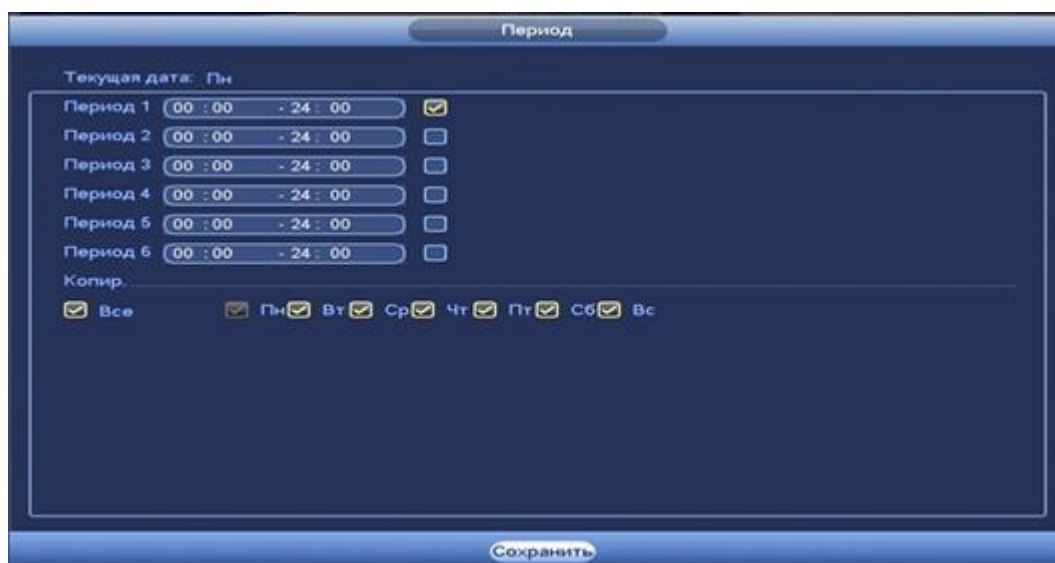 Период
Текущая дата: Пн
Период 1 00 : 00 - 24 : 00
Период 2 00 : 00 - 24 : 00
Период 3 00 : 00 - 24 : 00
Период 4 00 : 00 - 24 : 00
Период 5 00 : 00 - 24 : 00
Период 6 00 : 00 - 24 : 00
Копир.
Все Пн Вт Ср Чт Пт Сб Вс
Сохранить